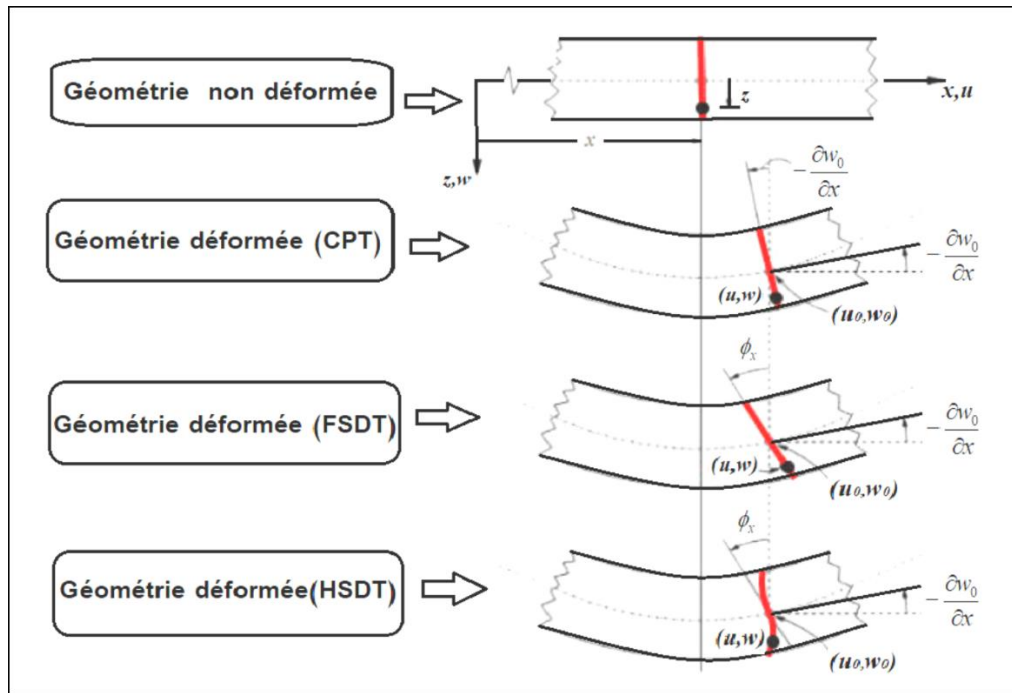 Géométrie non déformée
z
x,u
x
z,w
−∂w₀/∂x
Géométrie déformée (CPT)
−∂w₀/∂x
(u,w)
(u₀,w₀)
ϕₓ
Géométrie déformée (FSDT)
−∂w₀/∂x
(u,w)
(u₀,w₀)
ϕₓ
Géométrie déformée(HSDT)
−∂w₀/∂x
(u,w)
(u₀,w₀)